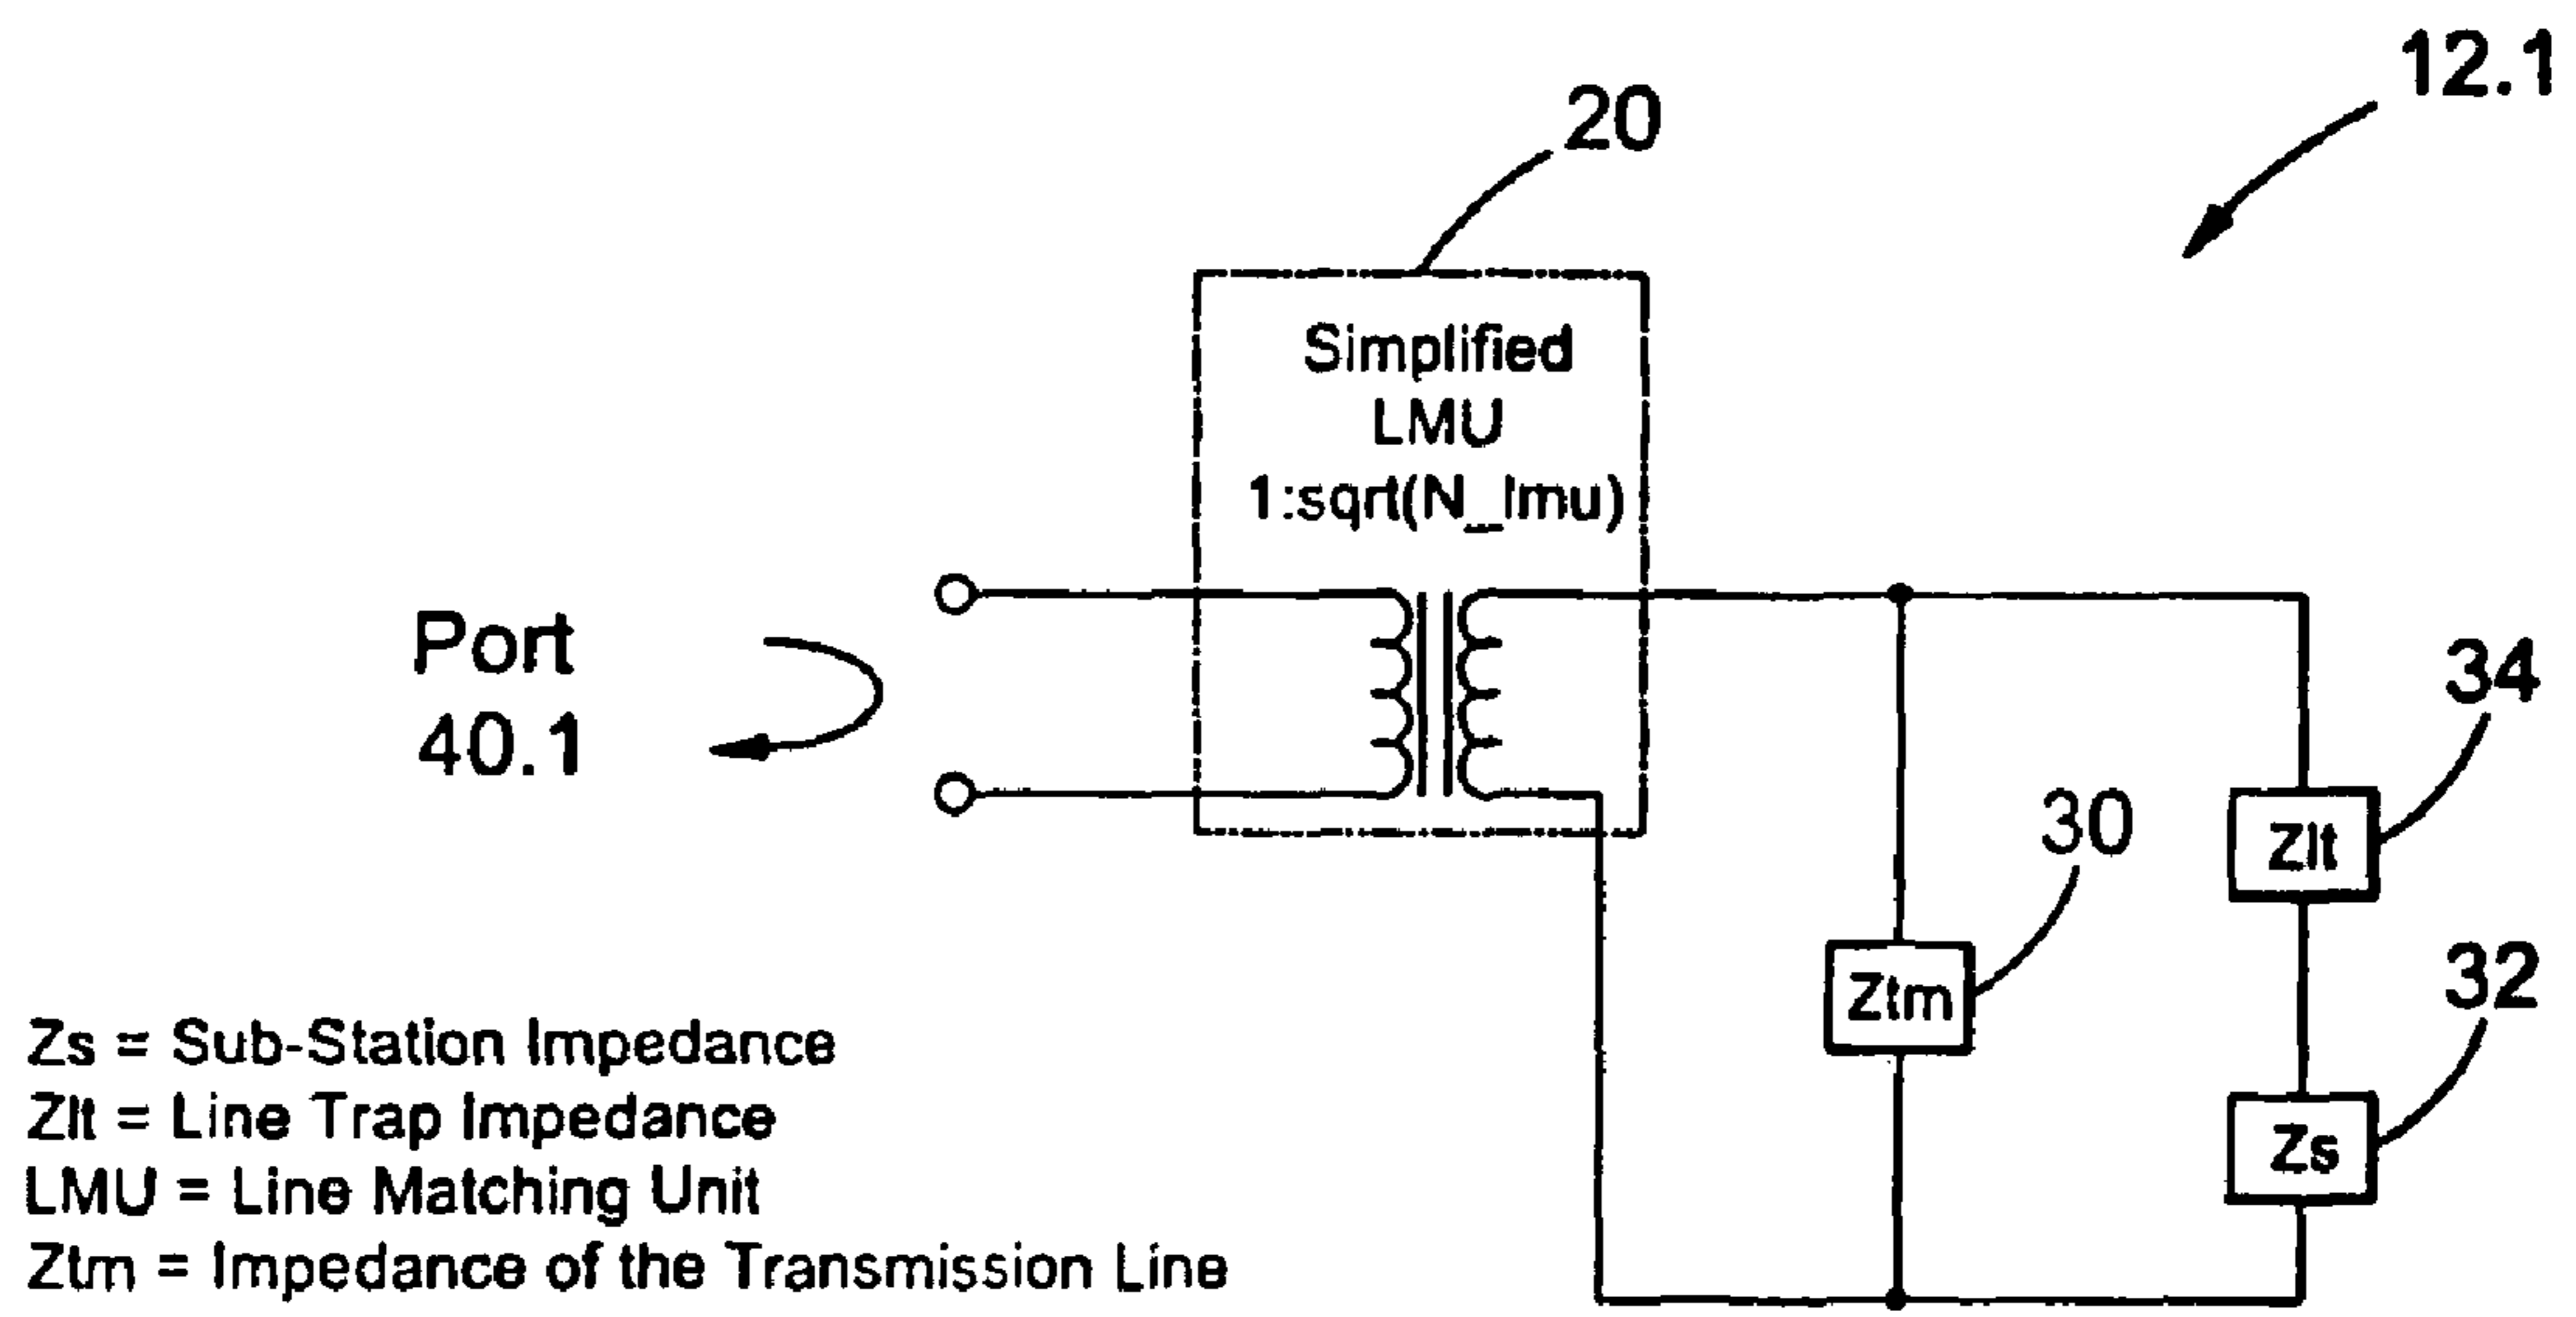 12.1
20
Simplified
LMU
1:sqrt(N_lmu)
Port
40.1
34
Zlt
30
Ztm
32
Zs
Zs = Sub-Station Impedance
Zlt = Line Trap Impedance
LMU = Line Matching Unit
Ztm = Impedance of the Transmission Line